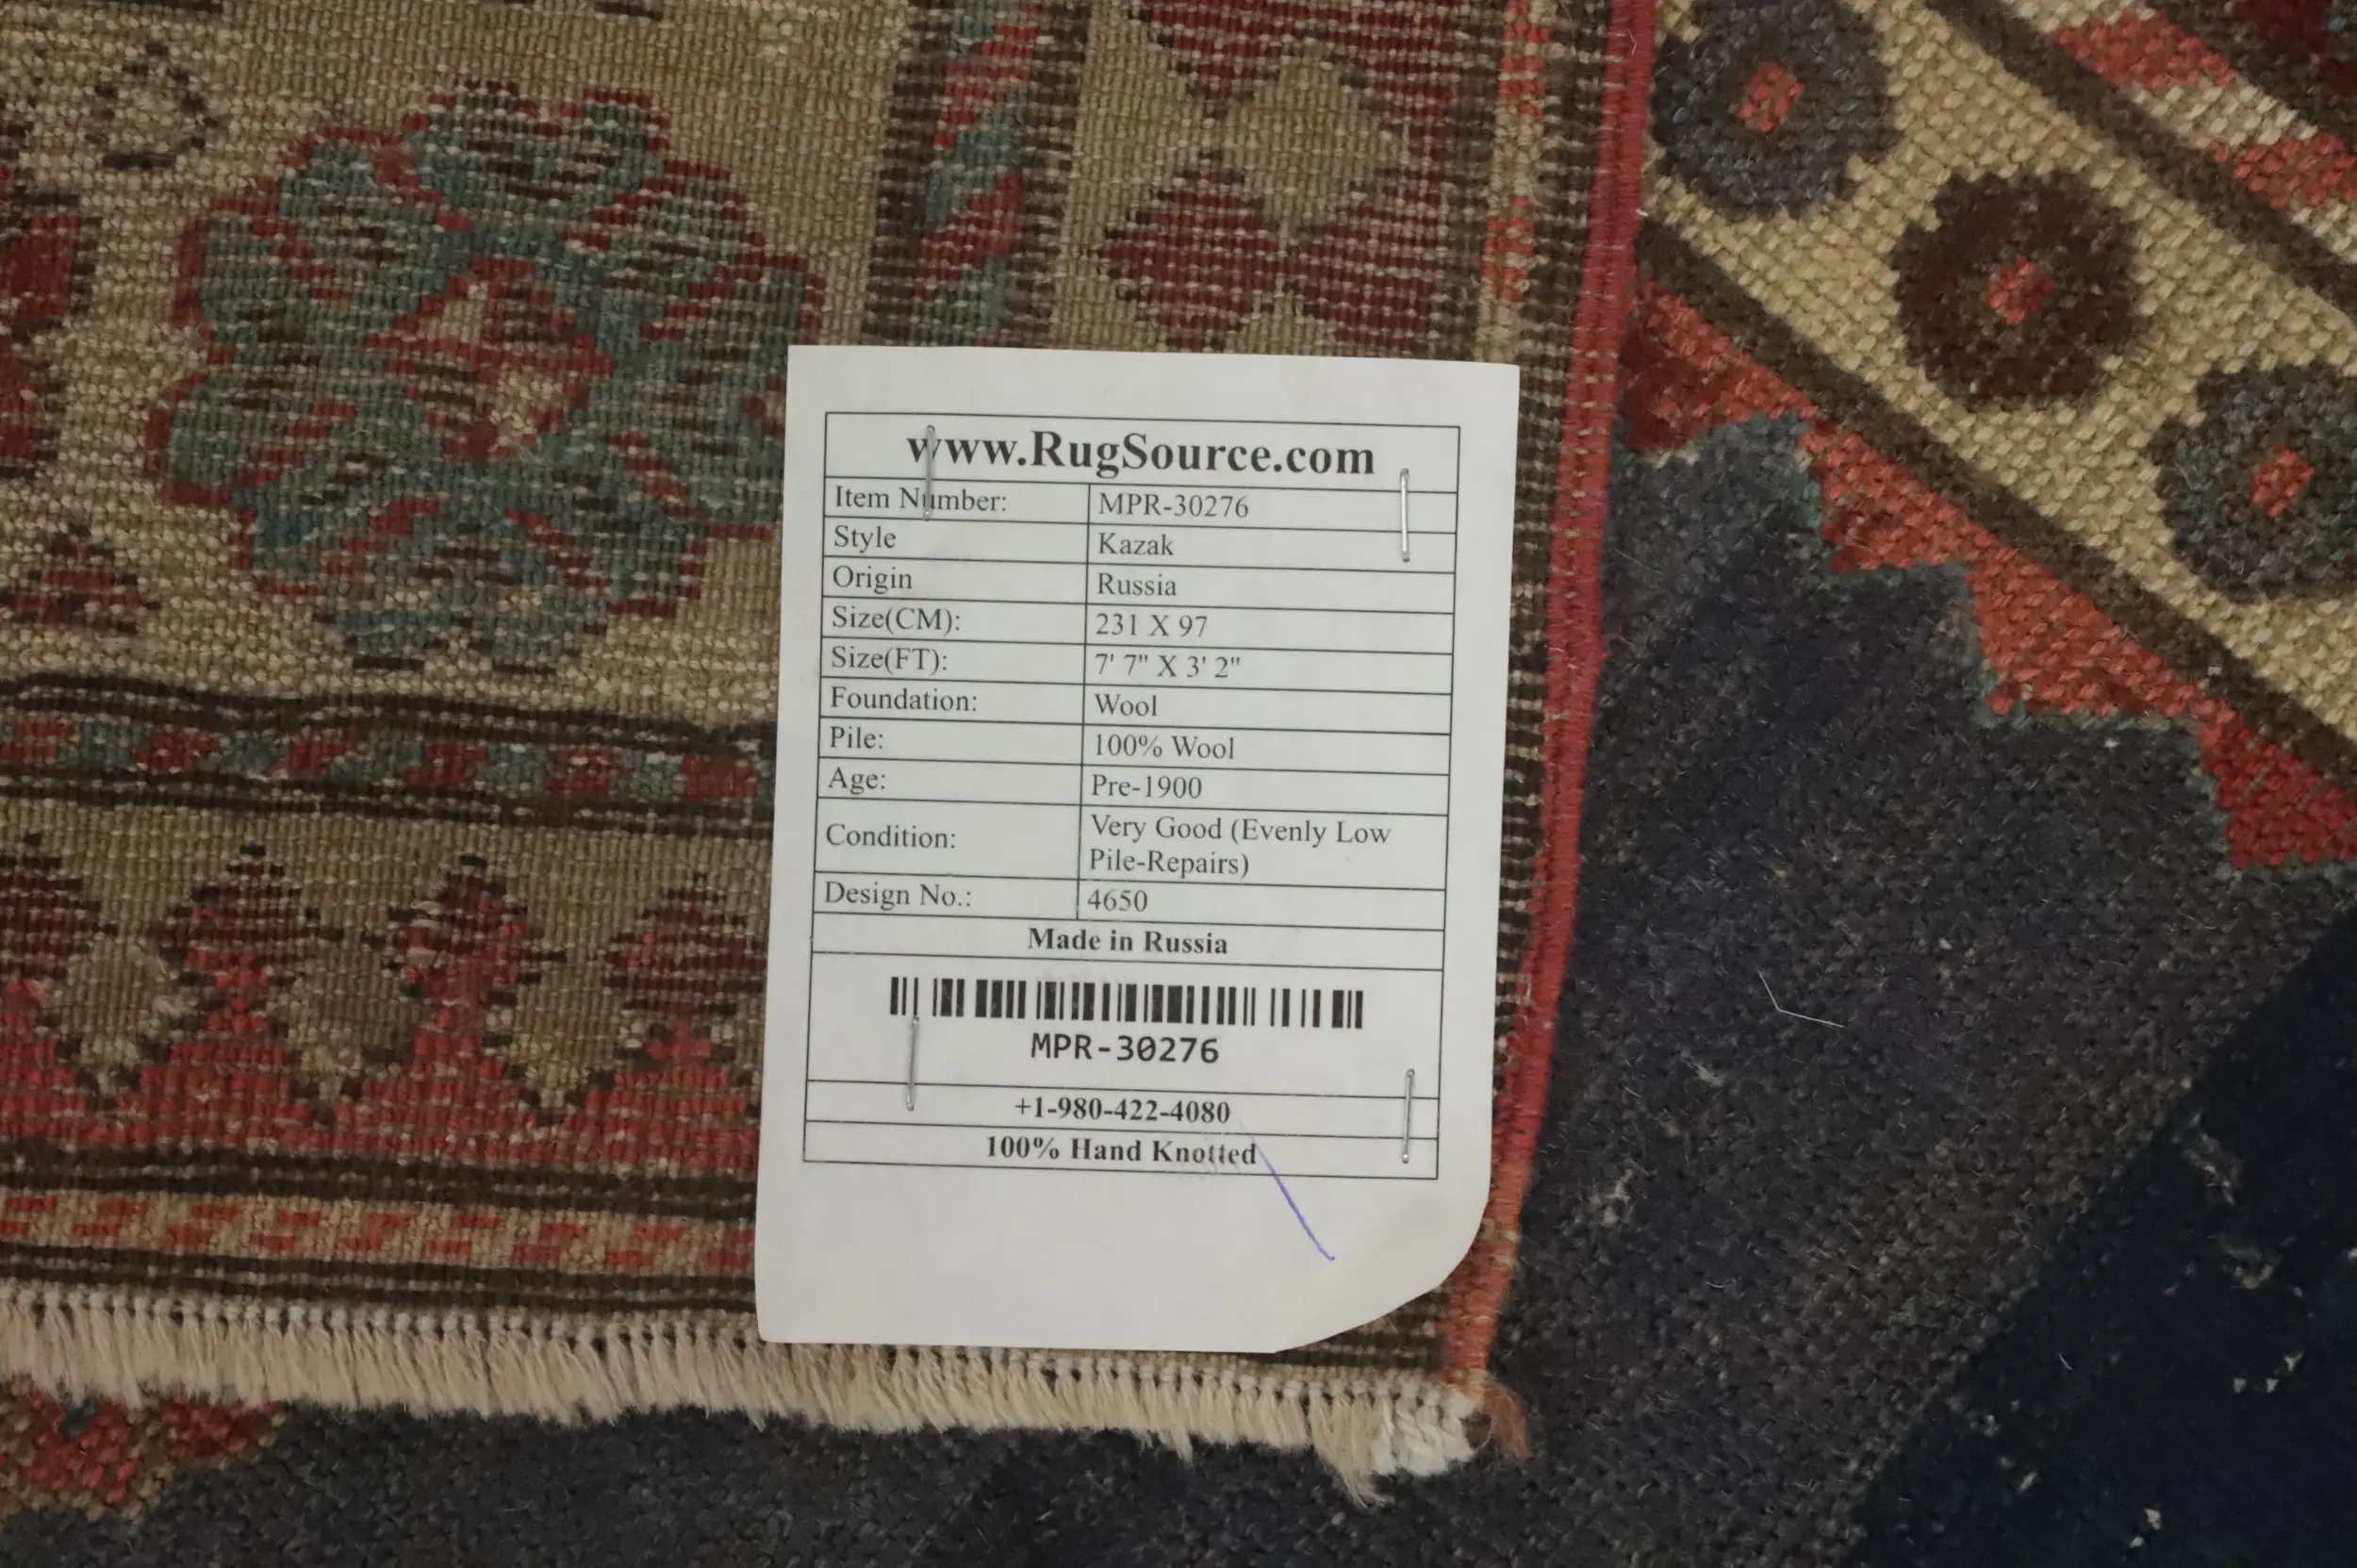 www.RugSource.com
Item Number: MPR-30276
Style Kazak
Origin Russia
Size(CM): 231 X 97
Size(FT): 7' 7" X 3' 2"
Foundation: Wool
Pile: 100% Wool
Age: Pre-1900
Condition: Very Good (Evenly Low
Pile-Repairs)
Design No.: 4650
Made in Russia
MPR-30276
+1-980-422-4080
100% Hand Knotted